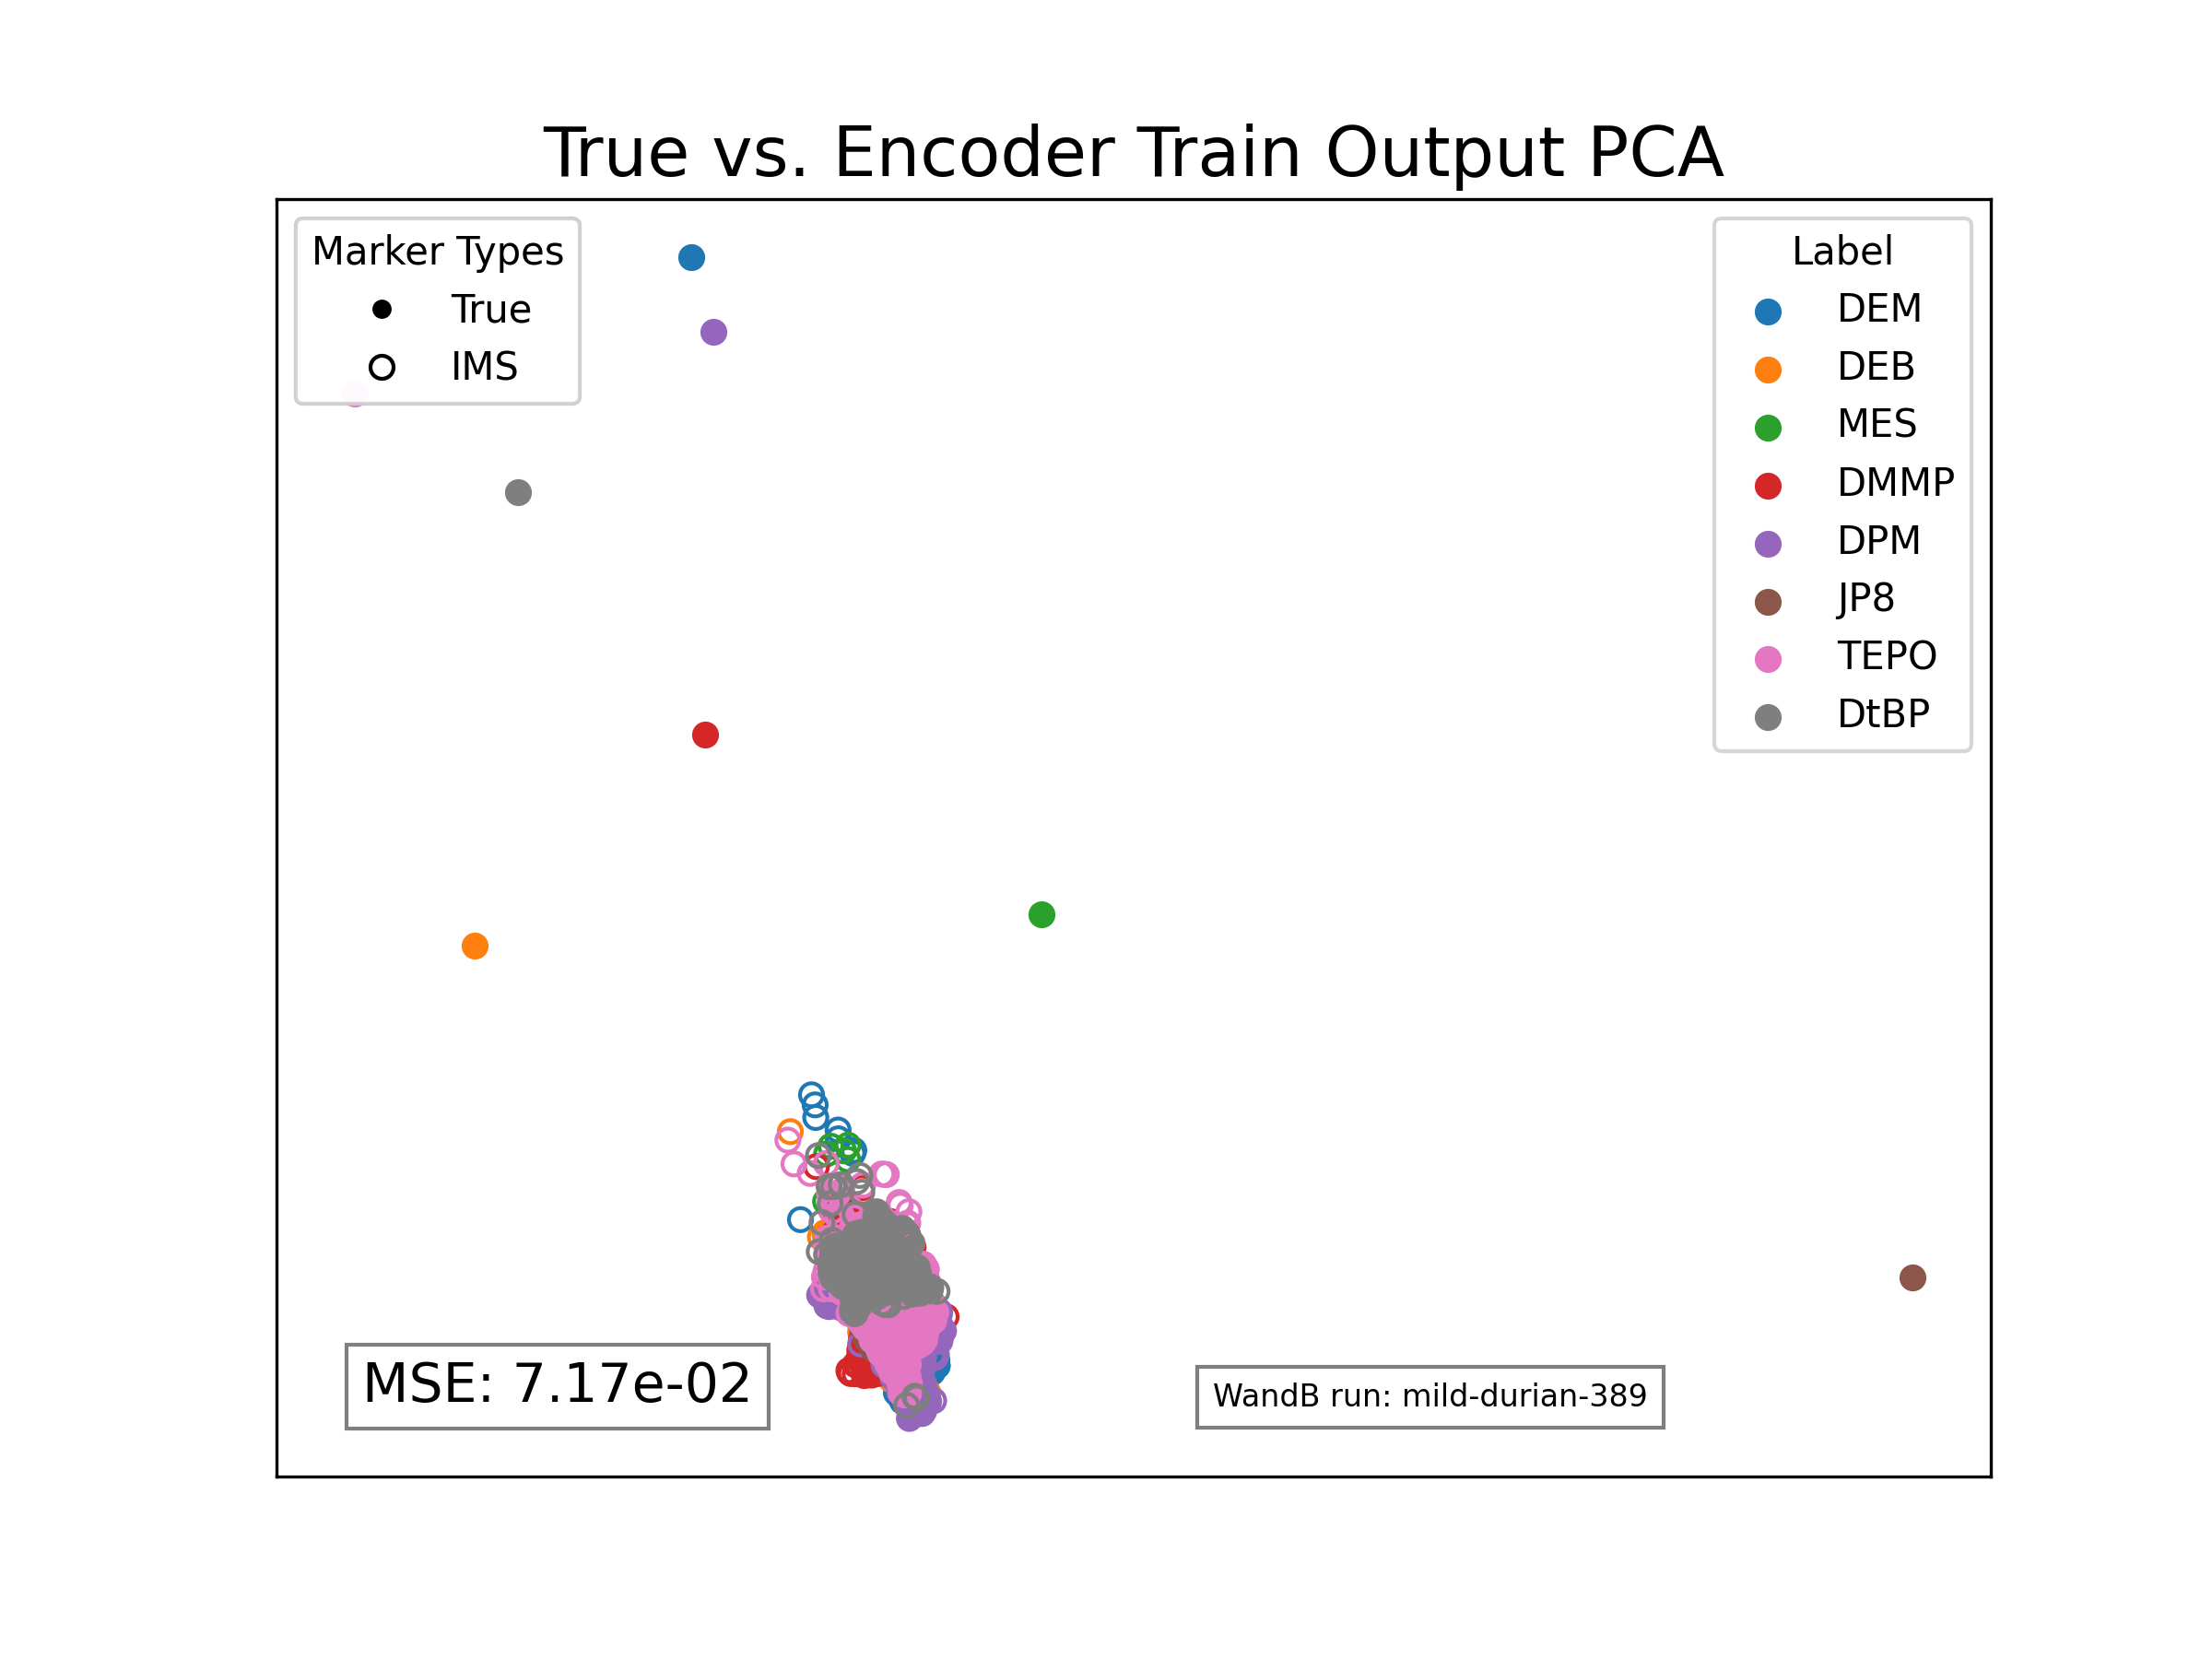 True vs. Encoder Train Output PCA
Marker Types
True
IMS
Label
DEM
DEB
MES
DMMP
DPM
JP8
TEPO
DtBP
MSE: 7.17e-02
WandB run: mild-durian-389